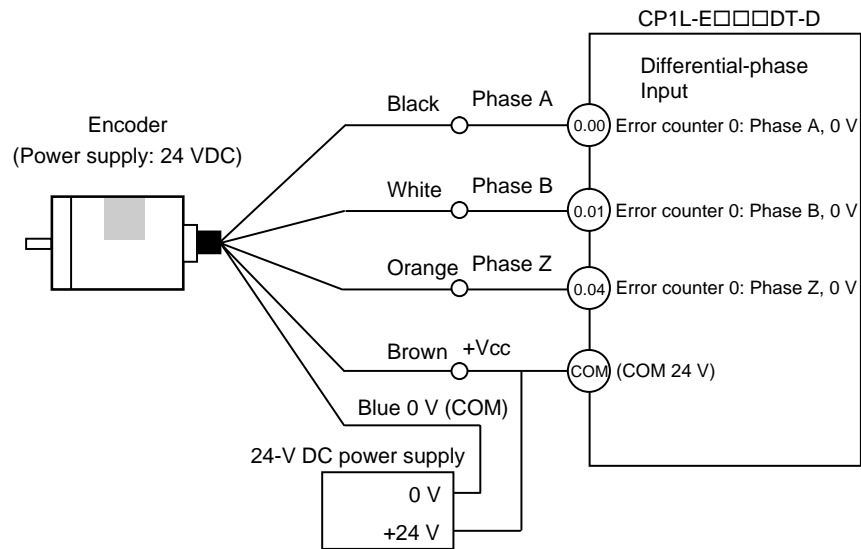 CP1L-E□□□DT-D
Differential-phase
Input
Encoder
(Power supply: 24 VDC)
Black
Phase A
0.00
Error counter 0: Phase A, 0 V
White
Phase B
0.01
Error counter 0: Phase B, 0 V
Orange
Phase Z
0.04
Error counter 0: Phase Z, 0 V
Brown
+Vcc
COM
(COM 24 V)
Blue 0 V (COM)
24-V DC power supply
0 V
+24 V